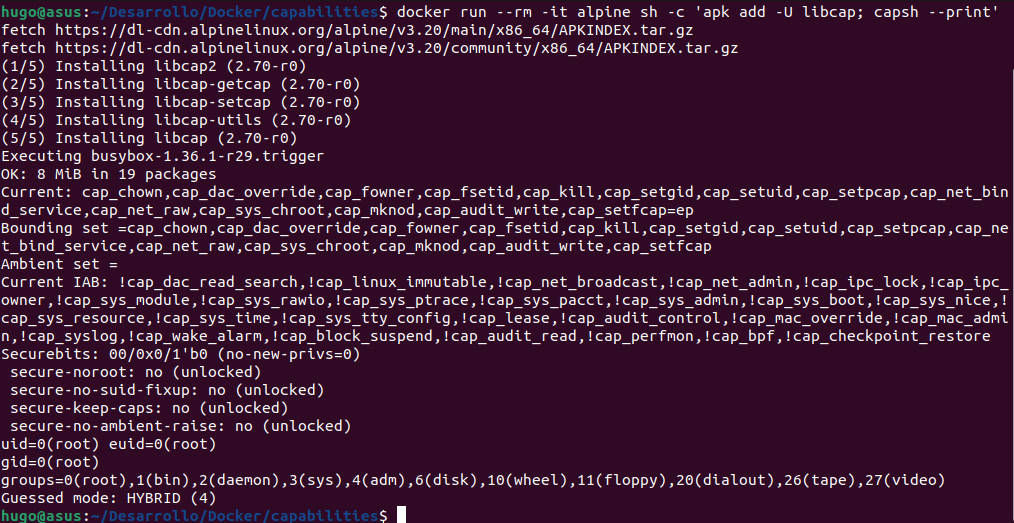 hugo@asus:~/Desarrollo/Docker/capabilities$ docker run --rm -it alpine sh -c 'apk add -U libcap; capsh --print'
fetch https://dl-cdn.alpinelinux.org/alpine/v3.20/main/x86_64/APKINDEX.tar.gz
fetch https://dl-cdn.alpinelinux.org/alpine/v3.20/community/x86_64/APKINDEX.tar.gz
(1/5) Installing libcap2 (2.70-r0)
(2/5) Installing libcap-getcap (2.70-r0)
(3/5) Installing libcap-setcap (2.70-r0)
(4/5) Installing libcap-utils (2.70-r0)
(5/5) Installing libcap (2.70-r0)
Executing busybox-1.36.1-r29.trigger
OK: 8 MiB in 19 packages
Current: cap_chown,cap_dac_override,cap_fowner,cap_fsetid,cap_kill,cap_setgid,cap_setuid,cap_setpcap,cap_net_bin
d_service,cap_net_raw,cap_sys_chroot,cap_mknod,cap_audit_write,cap_setfcap=ep
Bounding set =cap_chown,cap_dac_override,cap_fowner,cap_fsetid,cap_kill,cap_setgid,cap_setuid,cap_setpcap,cap_ne
t_bind_service,cap_net_raw,cap_sys_chroot,cap_mknod,cap_audit_write,cap_setfcap
Ambient set =
Current IAB: !cap_dac_read_search,!cap_linux_immutable,!cap_net_broadcast,!cap_net_admin,!cap_ipc_lock,!cap_ipc_
owner,!cap_sys_module,!cap_sys_rawio,!cap_sys_ptrace,!cap_sys_pacct,!cap_sys_admin,!cap_sys_boot,!cap_sys_nice,!
cap_sys_resource,!cap_sys_time,!cap_sys_tty_config,!cap_lease,!cap_audit_control,!cap_mac_override,!cap_mac_admi
n,!cap_syslog,!cap_wake_alarm,!cap_block_suspend,!cap_audit_read,!cap_perfmon,!cap_bpf,!cap_checkpoint_restore
Securebits: 00/0x0/1'b0 (no-new-privs=0)
 secure-noroot: no (unlocked)
 secure-no-suid-fixup: no (unlocked)
 secure-keep-caps: no (unlocked)
 secure-no-ambient-raise: no (unlocked)
uid=0(root) euid=0(root)
gid=0(root)
groups=0(root),1(bin),2(daemon),3(sys),4(adm),6(disk),10(wheel),11(floppy),20(dialout),26(tape),27(video)
Guessed mode: HYBRID (4)
hugo@asus:~/Desarrollo/Docker/capabilities$